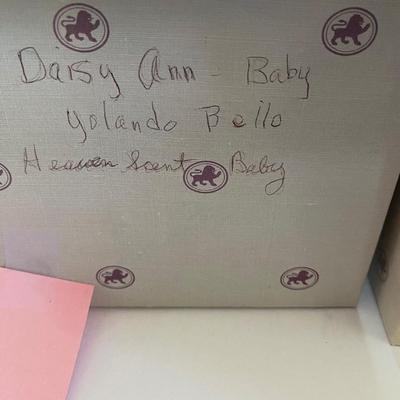 Daisy Ann - Baby
Yolando Bello
Heaven Scent Baby